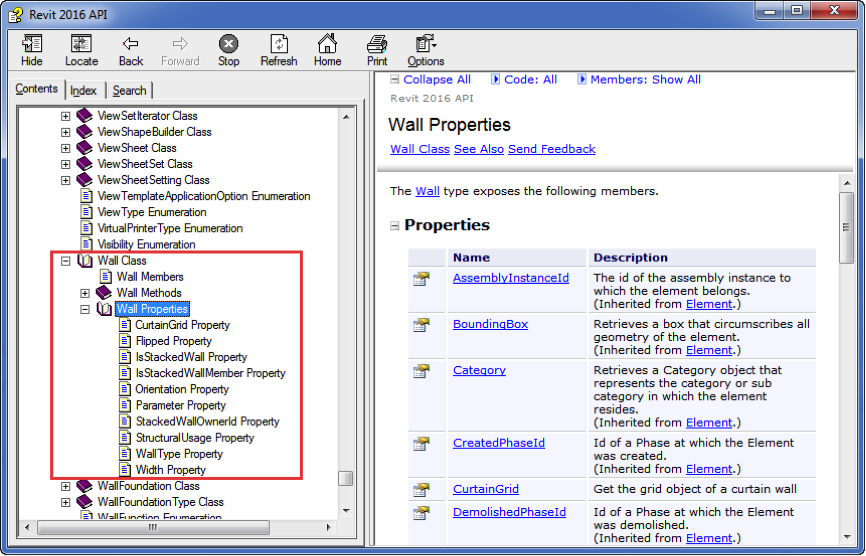 Revit 2016 API
Hide Locate Back Forward Stop Refresh Home Print Options
Contents Index Search
ViewSetIterator Class
ViewShapeBuilder Class
ViewSheet Class
ViewSheetSet Class
ViewSheetSetting Class
ViewTemplateApplicationOption Enumeration
ViewType Enumeration
VirtualPrinterType Enumeration
Visibility Enumeration
Wall Class
Wall Members
Wall Methods
Wall Properties
CurtainGrid Property
Flipped Property
IsStackedWall Property
IsStackedWallMember Property
Orientation Property
Parameter Property
StackedWallOwnerId Property
StructuralUsage Property
WallType Property
Width Property
WallFoundation Class
WallFoundationType Class
WallFunction Enumeration
Collapse All Code: All Members: Show All
Revit 2016 API
Wall Properties
Wall Class See Also Send Feedback
The Wall type exposes the following members.
Properties
Name Description
AssemblyInstanceId The id of the assembly instance to
which the element belongs.
(Inherited from Element.)
BoundingBox Retrieves a box that circumscribes all
geometry of the element.
(Inherited from Element.)
Category Retrieves a Category object that
represents the category or sub
category in which the element
resides.
(Inherited from Element.)
CreatedPhaseId Id of a Phase at which the Element
was created.
(Inherited from Element.)
CurtainGrid Get the grid object of a curtain wall
DemolishedPhaseId Id of a Phase at which the Element
was demolished.
(Inherited from Element.)